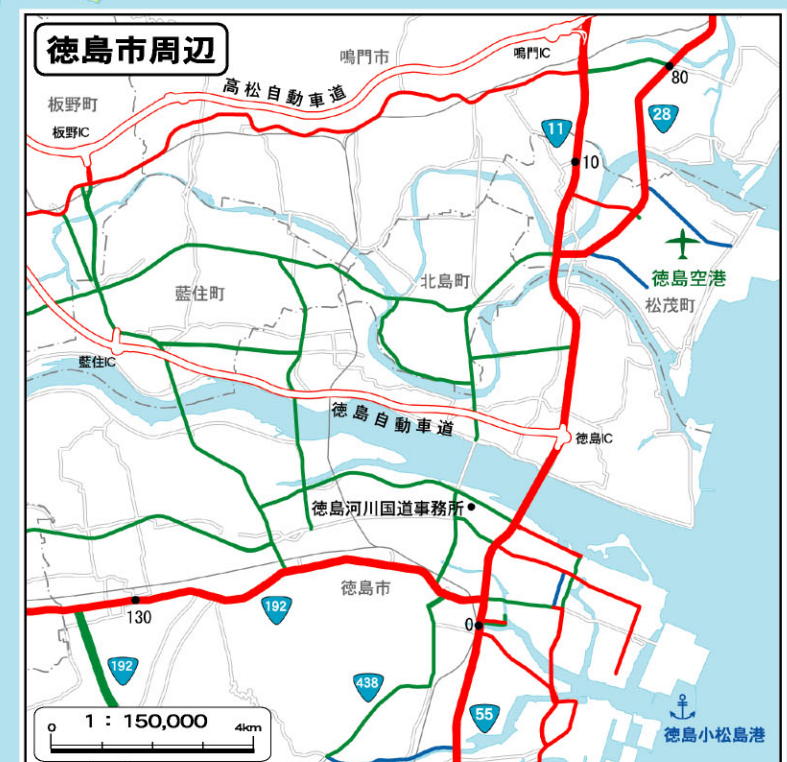 徳島市周辺
鳴門市
鳴門IC
80
高松自動車道
板野町
板野IC
28
11
10
徳島空港
北島町
藍住町
松茂町
藍住IC
徳島自動車道
徳島IC
徳島河川国道事務所
徳島市
130
192
0
192
438
55
徳島小松島港
1 : 150,000
0 4km